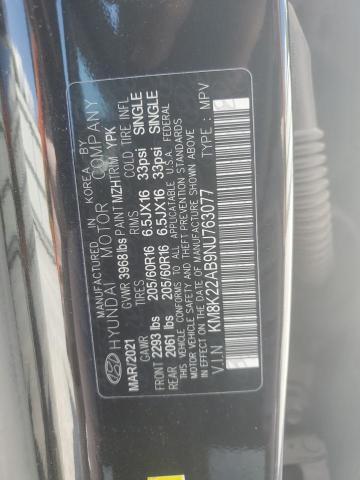 MANUFACTURED IN KOREA BY
HYUNDAI MOTOR COMPANY
MAR/2021 GVWR 3968 lbs PAINT MZH TRIM YPK
GAWR TIRES RIMS COLD TIRE INFL
FRONT 2293 lbs 205/60R16 6.5JX16 33psi SINGLE
REAR 2061 lbs 205/60R16 6.5JX16 33psi SINGLE
THIS VEHICLE CONFORMS TO ALL APPLICABLE U.S.A. FEDERAL
MOTOR VEHICLE SAFETY AND THEFT PREVENTION STANDARDS
IN EFFECT ON THE DATE OF MANUFACTURE SHOWN ABOVE
V.I.N KM8K22AB9NU763077 TYPE : MPV